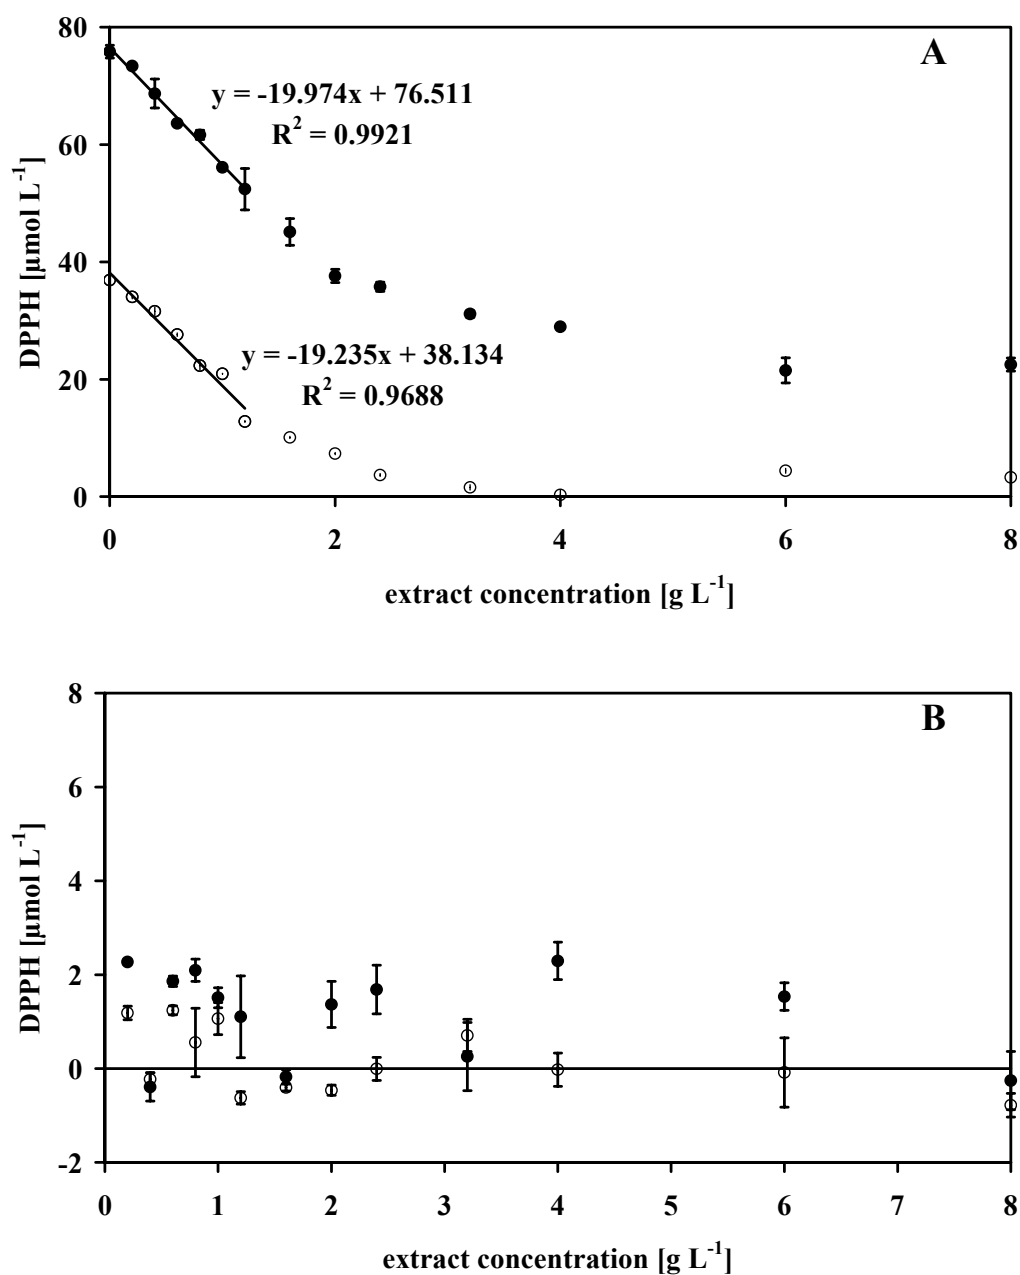 A
80
60
40
20
0
DPPH [µmol L⁻¹]
y = -19.974x + 76.511
R² = 0.9921
y = -19.235x + 38.134
R² = 0.9688
0 2 4 6 8
extract concentration [g L⁻¹]
B
8
6
4
2
0
-2
DPPH [µmol L⁻¹]
0 1 2 3 4 5 6 7 8
extract concentration [g L⁻¹]